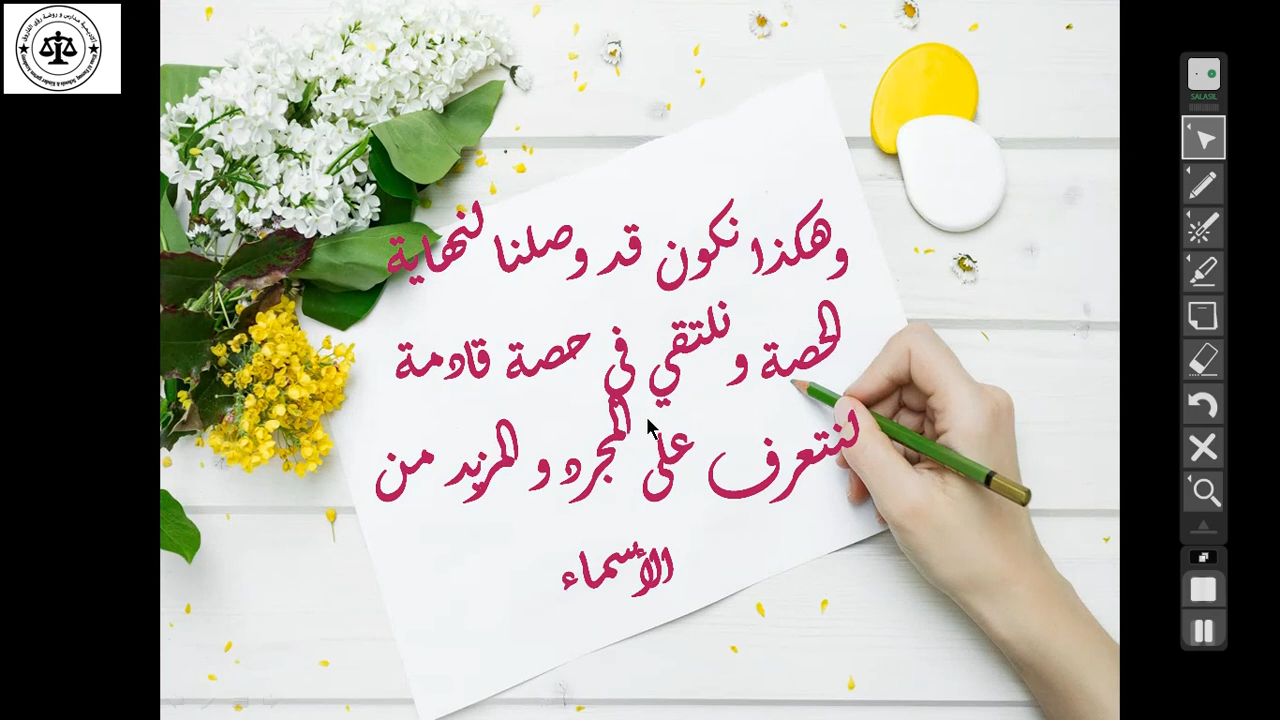 وهكذا نكون قد وصلنا لنهاية
الحصة و نلتقي في حصة قادمة
لنتعرف على المجرد و المزيد من
الأسماء
SALASIL